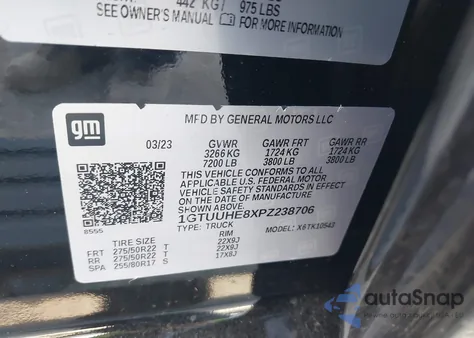 442 KG 975 LBS
SEE OWNER'S MANUAL FOR MORE INFORMATION
gm
MFD BY GENERAL MOTORS LLC
03/23 GVWR GAWR FRT GAWR RR
3266 KG 1724 KG 1724 KG
7200 LB 3800 LB 3800 LB
THIS VEHICLE CONFORMS TO ALL APPLICABLE
U.S. FEDERAL MOTOR VEHICLE
SAFETY
THEFT PREVENTION STANDARDS IN EFFECT ON THE
DATE OF MANUFACTURE SHOWN ABOVE.
1GTUUHE8XPZ238706
TYPE: TRUCK MODEL: X6TK10543
8555
TIRE SIZE RIM
FRT 275/50R22 T 22X9J
RR 275/50R22 T 22X9J
SPA 255/80R17 S 17X8J
autoSnap